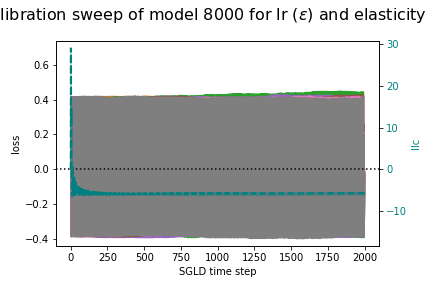 libration sweep of model 8000 for lr (ε) and elasticity
0.6
0.4
0.2
0.0
−0.2
−0.4
loss
30
20
10
0
−10
llc
0 250 500 750 1000 1250 1500 1750 2000
SGLD time step